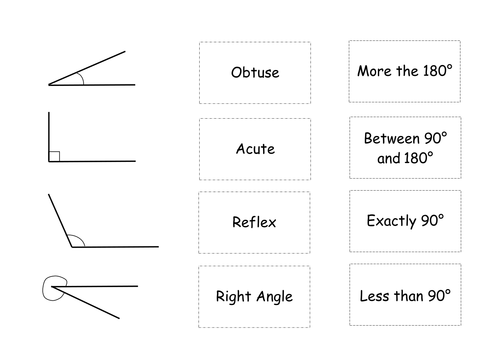 Obtuse
More the 180°
Acute
Between 90°
and 180°
Reflex
Exactly 90°
Right Angle
Less than 90°